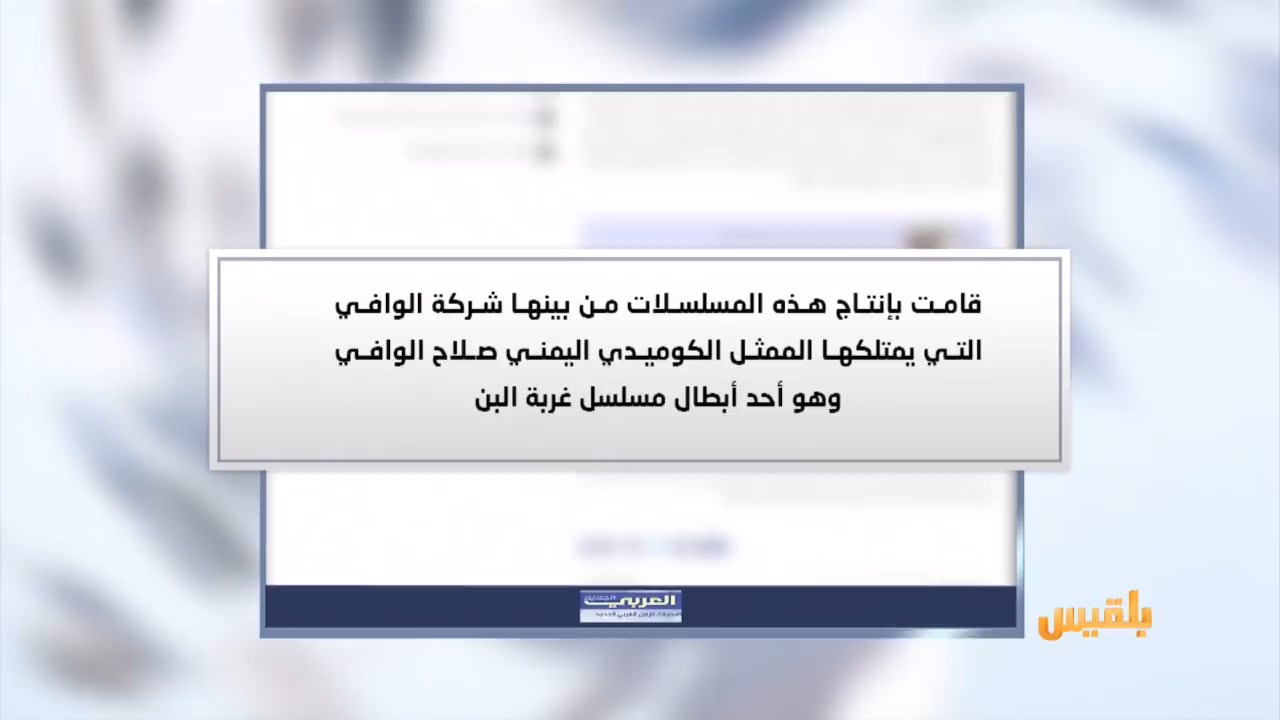 قامت بإنتاج هذه المسلسلات من بينها شركة الوافي
التي يمتلكها الممثل الكوميدي اليمني صلاح الوافي
وهو أحد أبطال مسلسل غربة البن
العربي الجديد
بلقيس